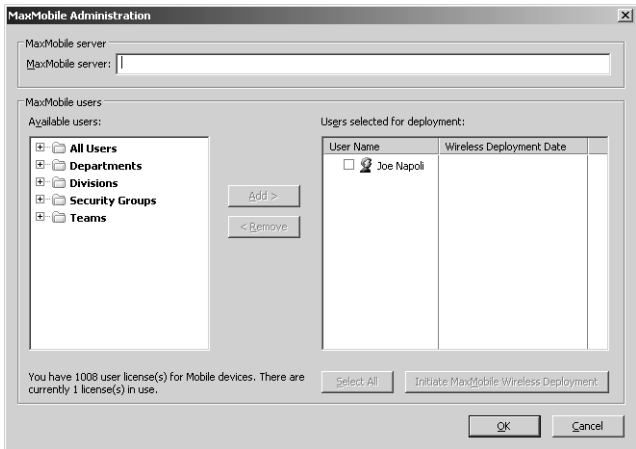 MaxMobile Administration
MaxMobile server
MaxMobile server:
MaxMobile users
Available users:
All Users
Departments
Divisions
Security Groups
Teams
Add >
< Remove
Users selected for deployment:
User Name
Wireless Deployment Date
Joe Napoli
You have 1008 user license(s) for Mobile devices. There are
currently 1 license(s) in use.
Select All
Initiate MaxMobile Wireless Deployment
OK
Cancel